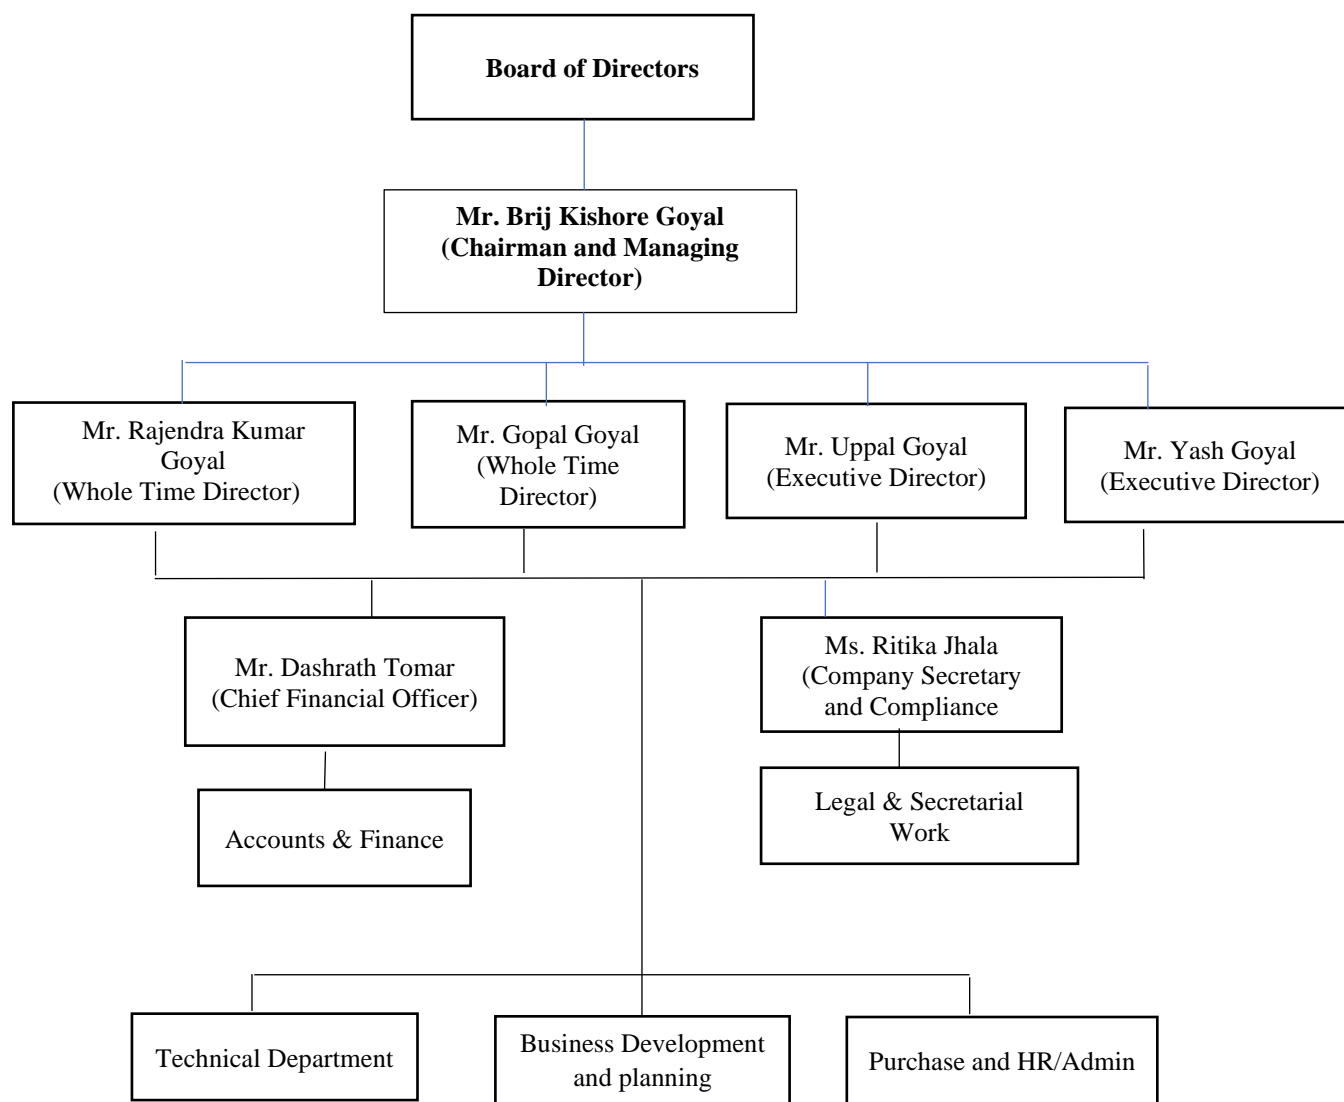 Board of Directors
Mr. Brij Kishore Goyal
(Chairman and Managing
Director)
Mr. Rajendra Kumar
Goyal
(Whole Time Director)
Mr. Gopal Goyal
(Whole Time
Director)
Mr. Uppal Goyal
(Executive Director)
Mr. Yash Goyal
(Executive Director)
Mr. Dashrath Tomar
(Chief Financial Officer)
Ms. Ritika Jhala
(Company Secretary
and Compliance
Accounts & Finance
Legal & Secretarial
Work
Technical Department
Business Development
and planning
Purchase and HR/Admin